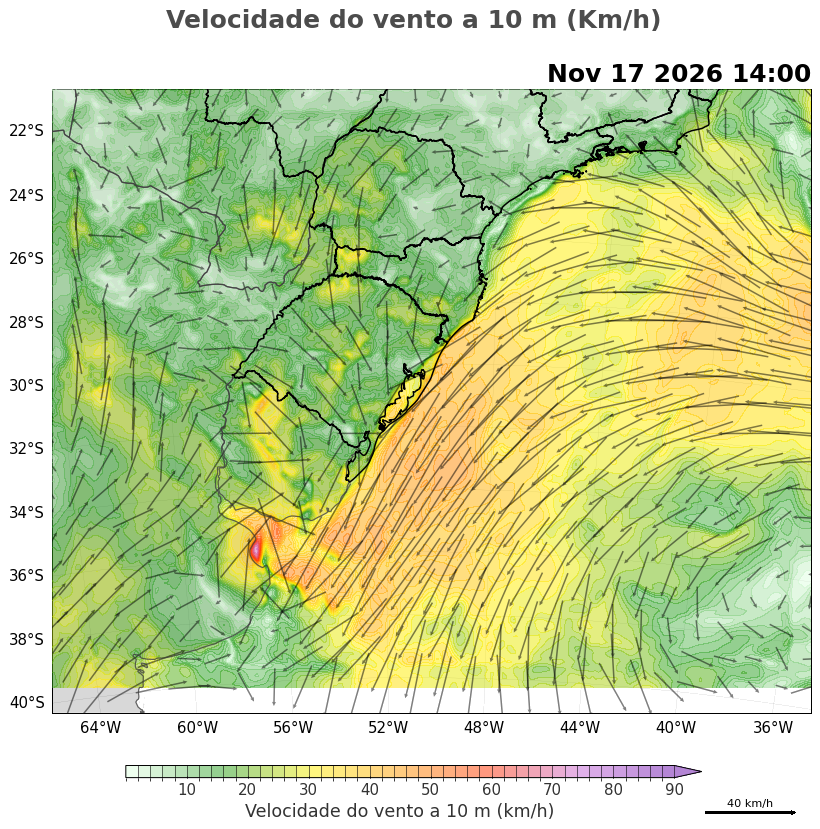 Velocidade do vento a 10 m (Km/h)
Nov 17 2026 14:00
22°S
24°S
26°S
28°S
30°S
32°S
34°S
36°S
38°S
40°S
64°W 60°W 56°W 52°W 48°W 44°W 40°W 36°W
10 20 30 40 50 60 70 80 90
Velocidade do vento a 10 m (km/h)
40 km/h